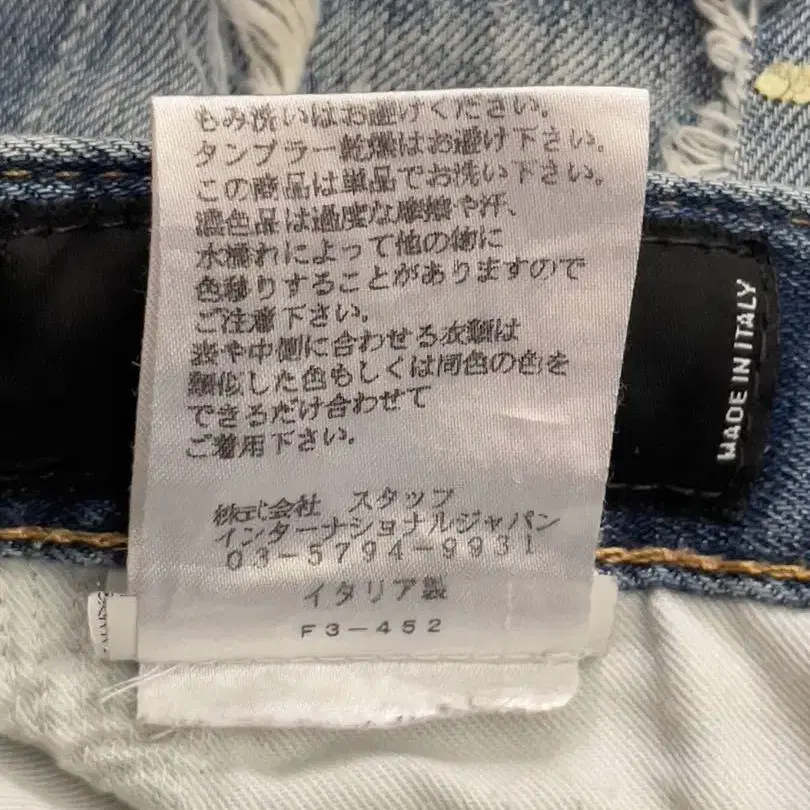 もみ洗いはお避けください。
タンブラー乾燥はお避け下さい。
この商品は単品でお洗い下さい。
濃色品は過度な摩擦や汗、
水濡れによって他の物に
色移りすることがありますので
ご注意下さい。
表や中側に合わせる衣類は
類似した色もしくは同色の色を
できるだけ合わせて
ご着用下さい。
株式会社 スタッフ
インターナショナルジャパン
03-5794-9931
イタリア製
F3-452
MADE IN ITALY